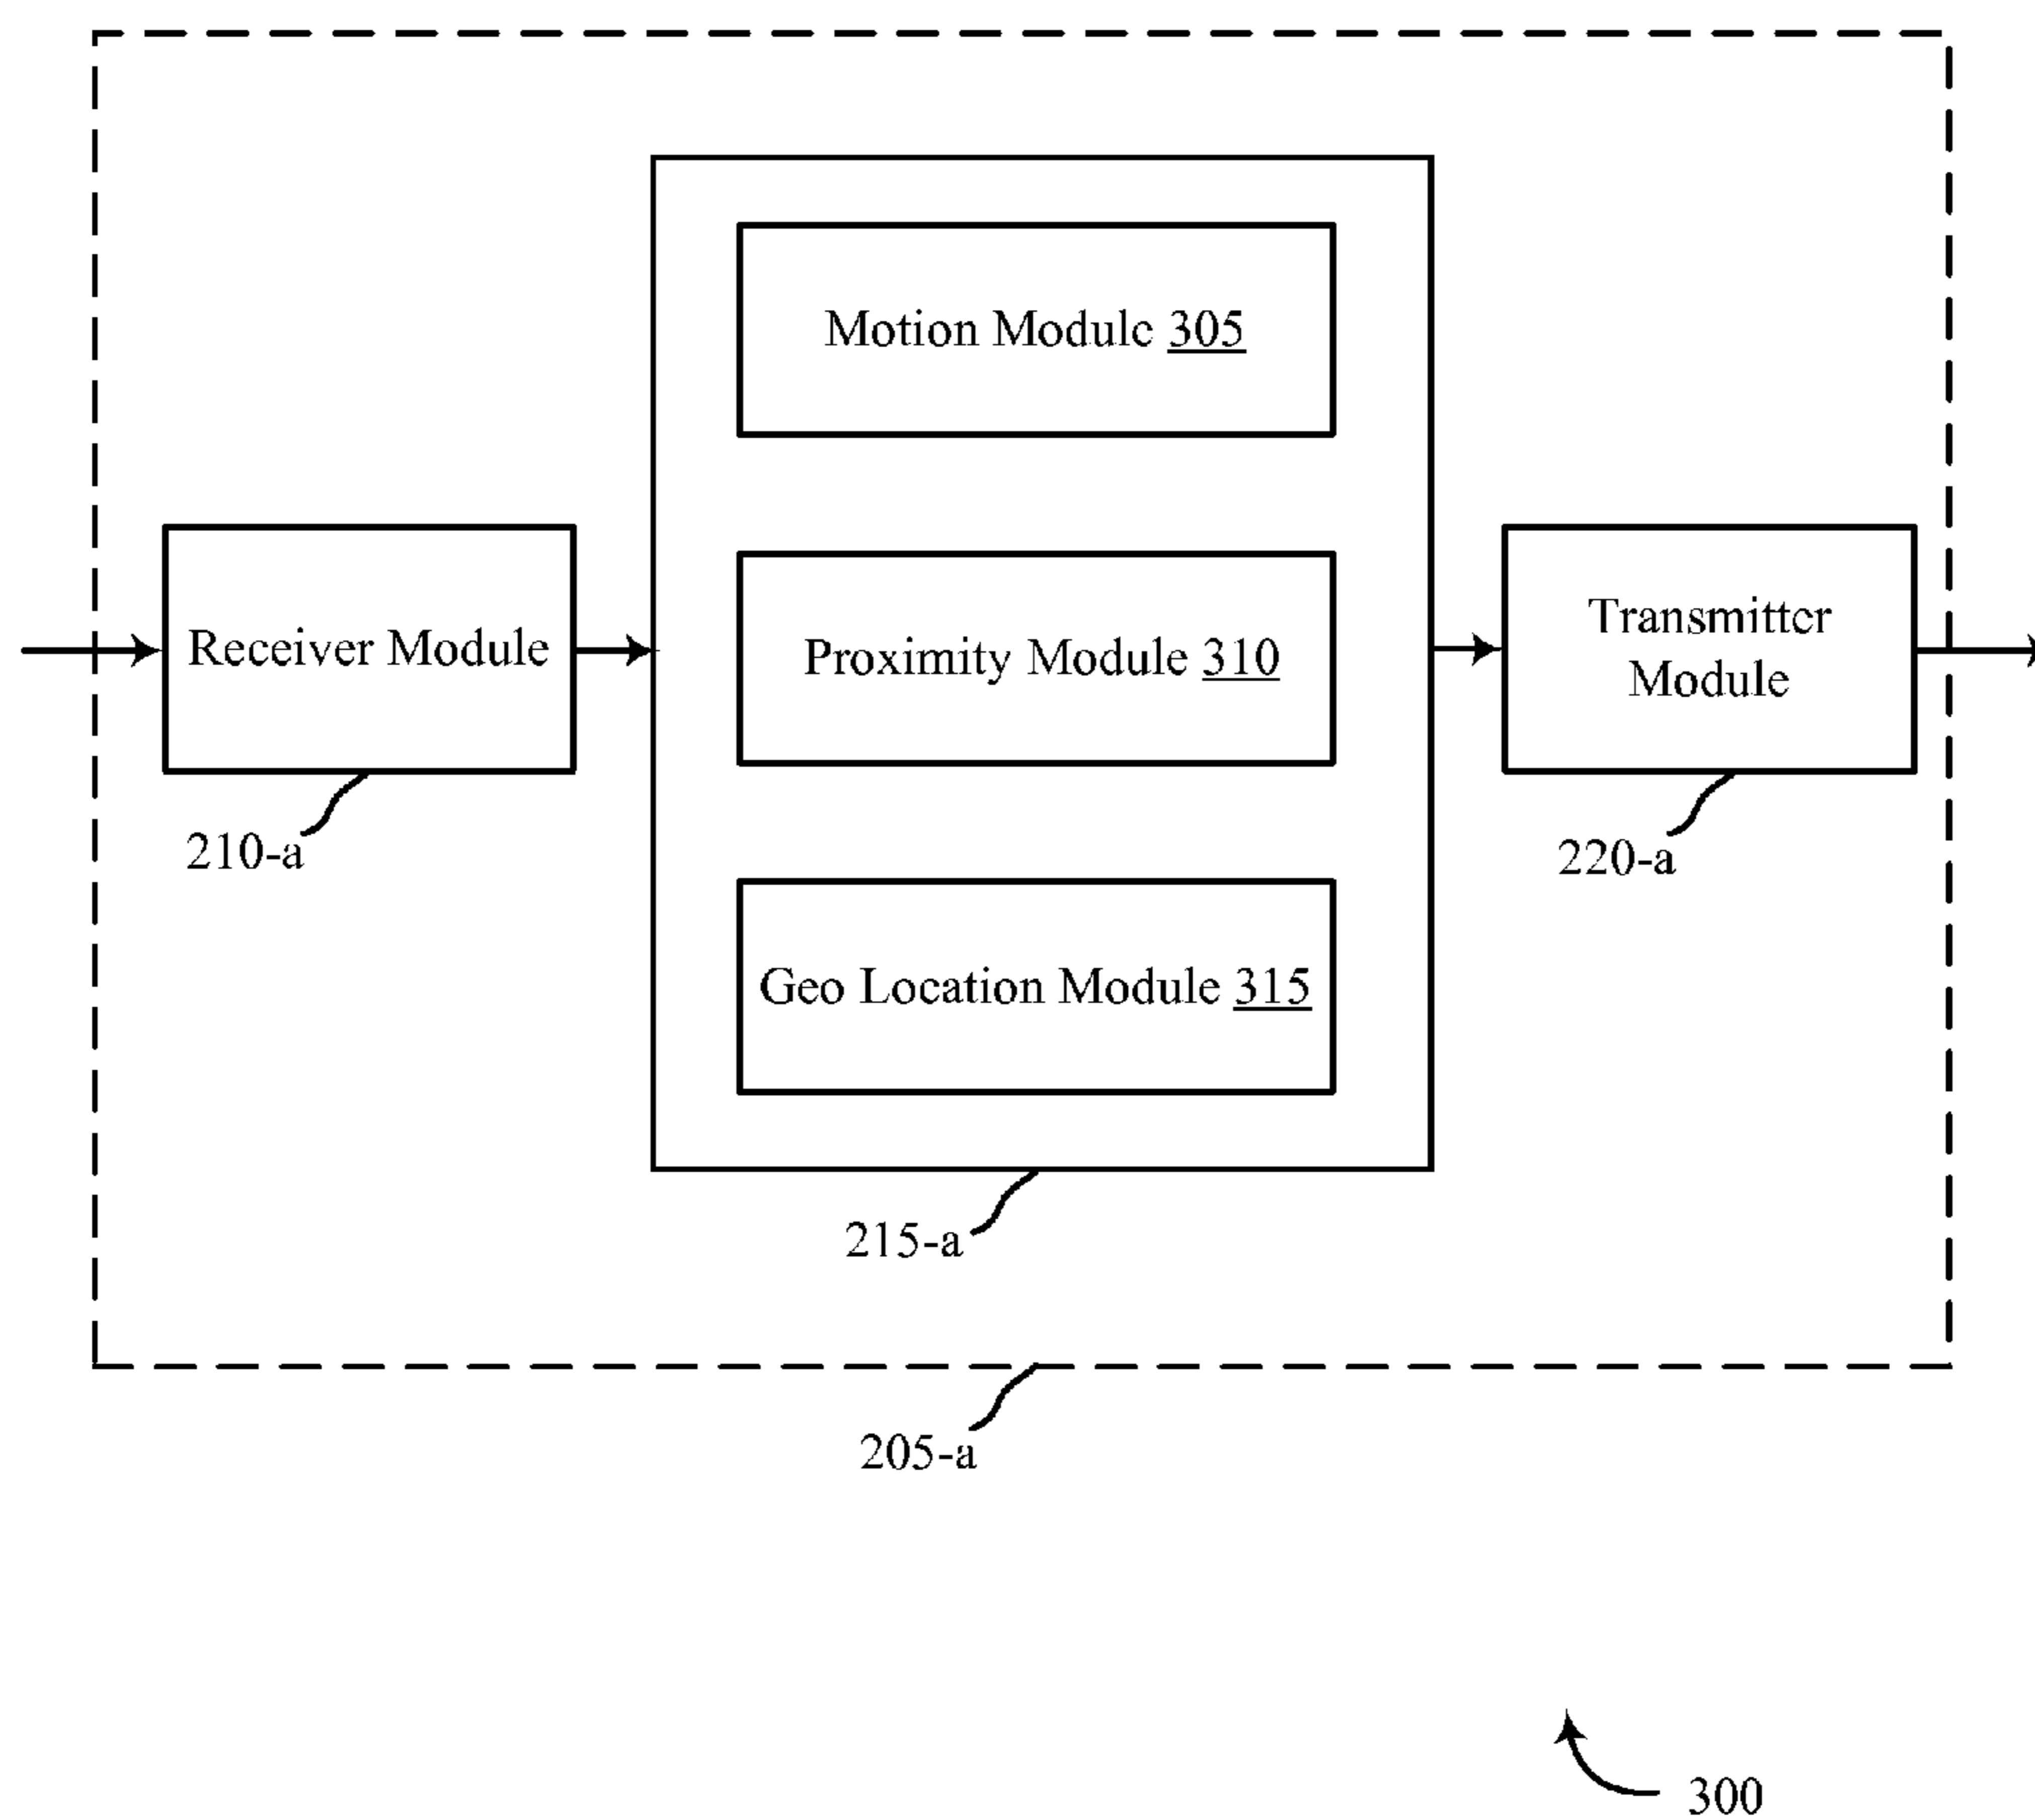 Motion Module 305
Receiver Module
Proximity Module 310
Transmitter
Module
210-a
220-a
Geo Location Module 315
215-a
205-a
300